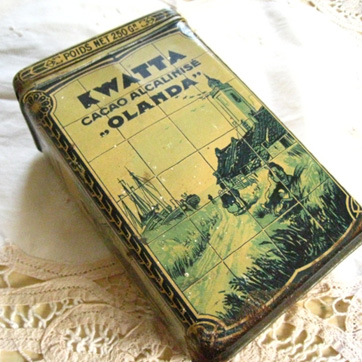 POIDS NET 250 Gr.
KWATTA
CACAO ALCALINISÉ
„OLANDA"